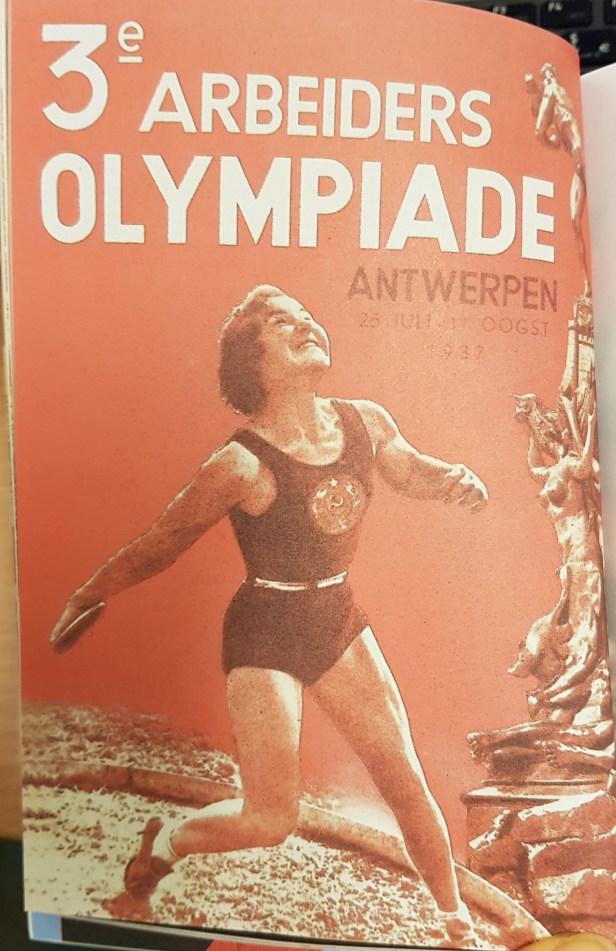 3e ARBEIDERS
OLYMPIADE
ANTWERPEN
25 JULI OOGST
1937